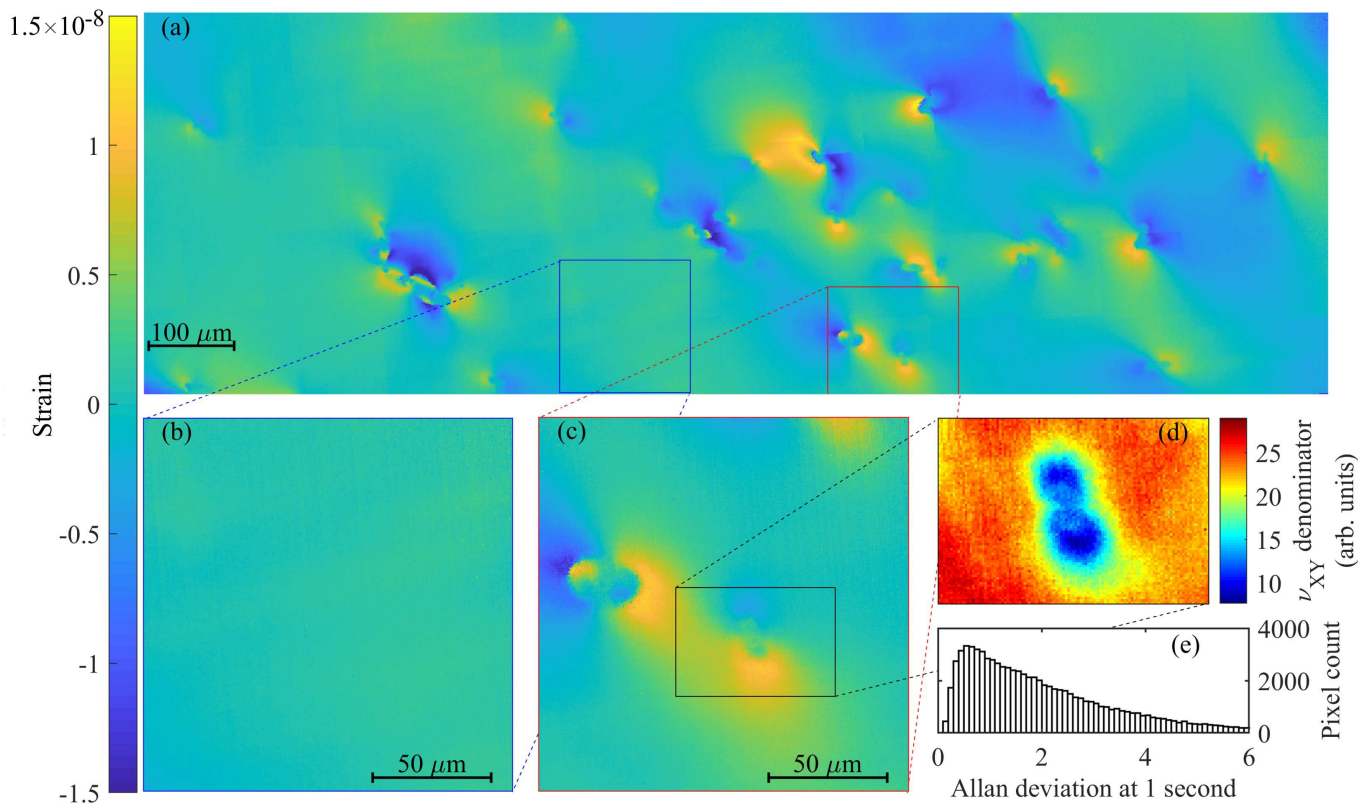 1.5×10⁻⁸
1
0.5
0
-0.5
-1
-1.5
Strain
(a)
100 μm
(b)
50 μm
(c)
50 μm
(d)
25
20
15
10
ν_XY denominator
(arb. units)
(e)
4000
2000
0
Pixel count
0 2 4 6
Allan deviation at 1 second